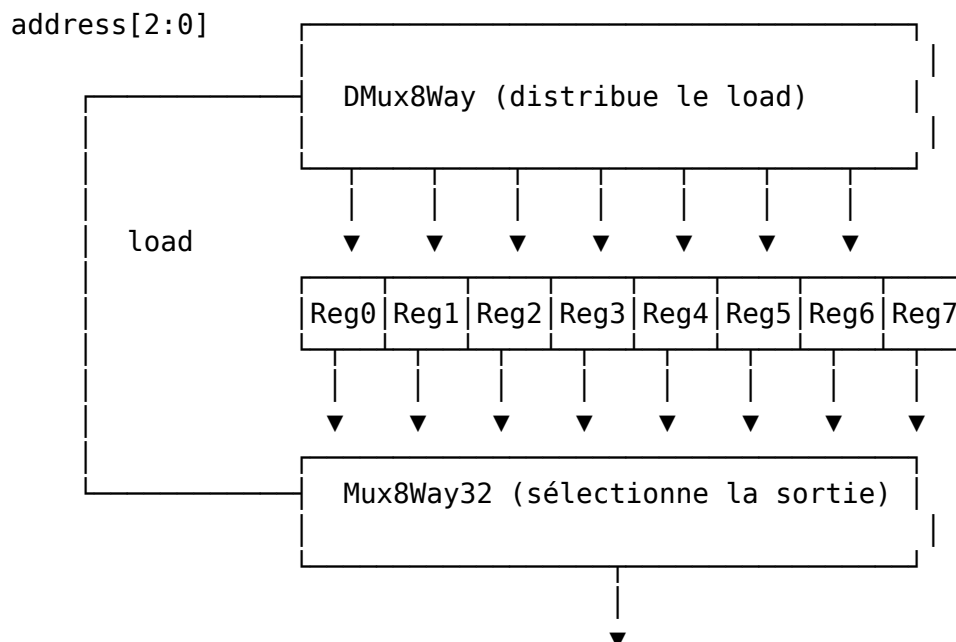 address[2:0]
DMux8Way (distribue le load)
load
Reg0 Reg1 Reg2 Reg3 Reg4 Reg5 Reg6 Reg7
Mux8Way32 (sélectionne la sortie)